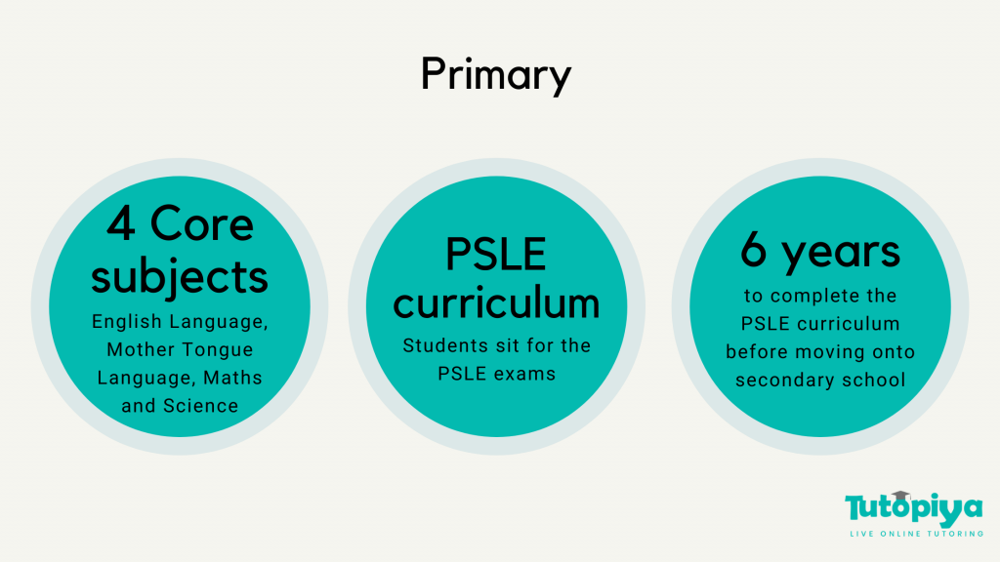 Primary
4 Core
subjects
English Language,
Mother Tongue
Language, Maths
and Science
PSLE
curriculum
Students sit for the
PSLE exams
6 years
to complete the
PSLE curriculum
before moving onto
secondary school
Tutopiya
LIVE ONLINE TUTORING